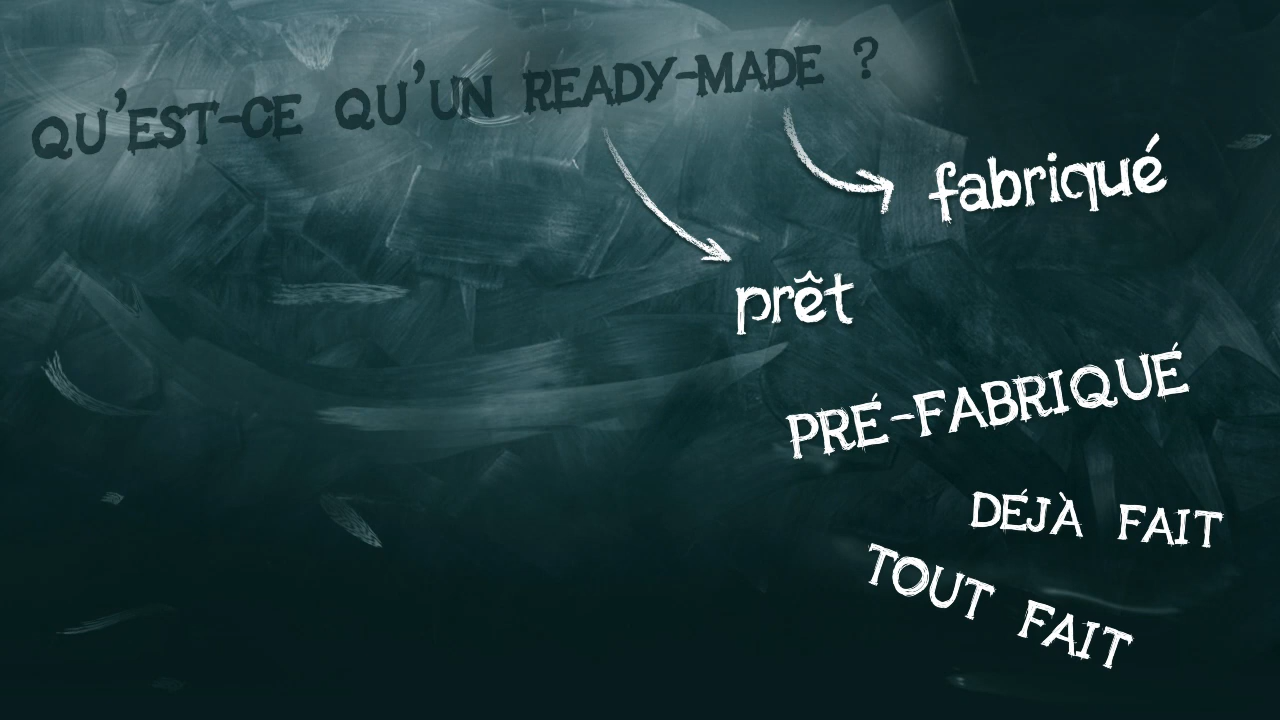 QU'EST-CE QU'UN READY-MADE ?
fabriqué
prêt
PRÉ-FABRIQUÉ
DÉJÀ FAIT
TOUT FAIT